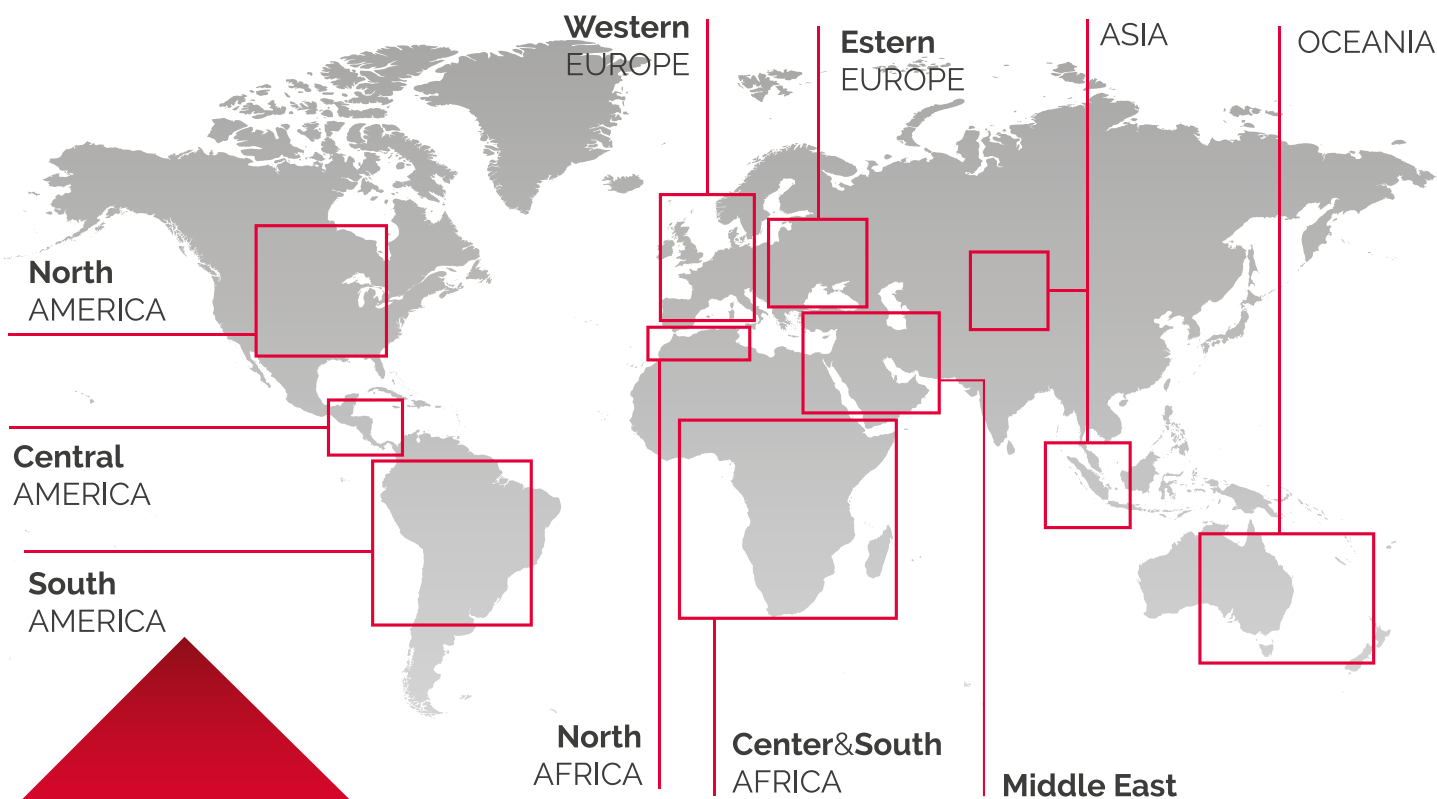 Western
EUROPE
Estern
EUROPE
ASIA
OCEANIA
North
AMERICA
Central
AMERICA
South
AMERICA
North
AFRICA
Center&South
AFRICA
Middle East